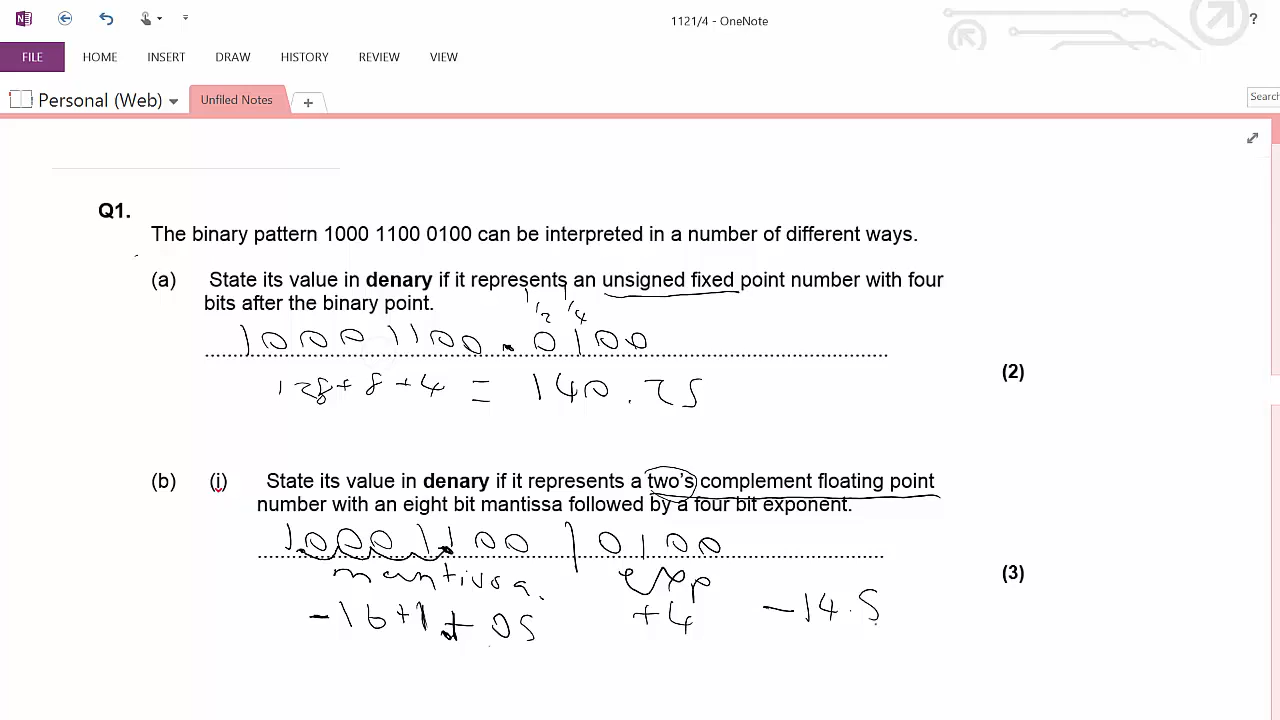 1121/4 - OneNote
?
FILE HOME INSERT DRAW HISTORY REVIEW VIEW
Personal (Web) Unfiled Notes + Search
Q1.
The binary pattern 1000 1100 0100 can be interpreted in a number of different ways.
(a) State its value in denary if it represents an unsigned fixed point number with four
bits after the binary point.
1/2 1/4
1000 1100 . 0100
(2)
128 + 8 + 4 = 140.25
(b) (i) State its value in denary if it represents a two's complement floating point
number with an eight bit mantissa followed by a four bit exponent.
10001100 | 0100
mantissa. exp
(3)
-16 + 1 + 0.5 +4 -14.5